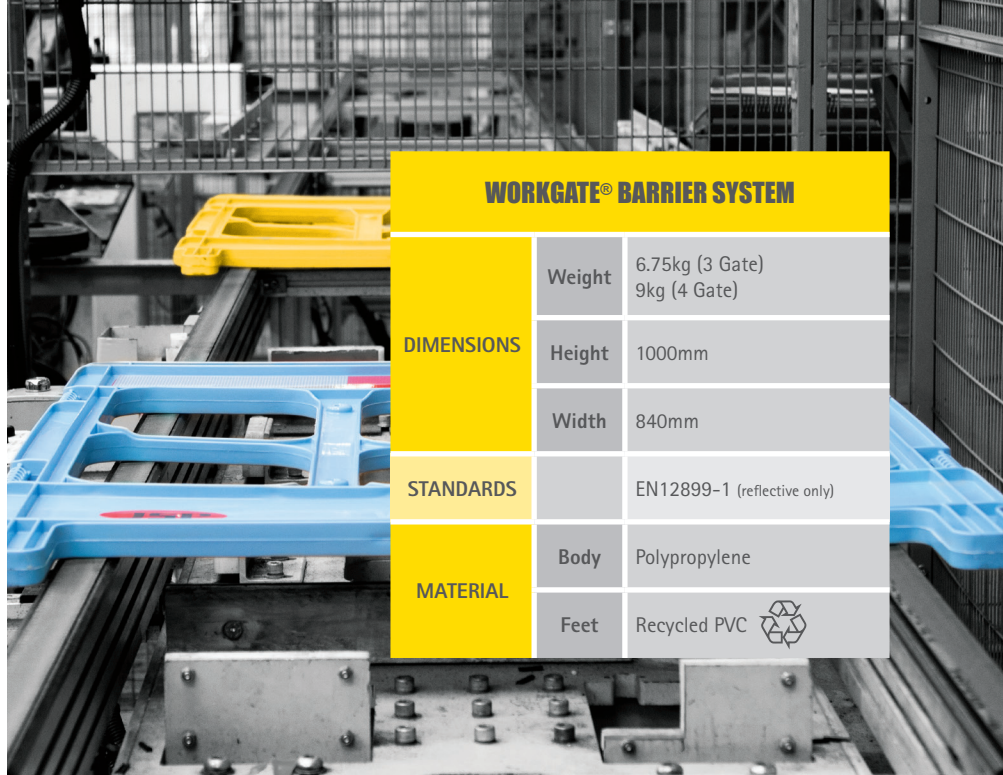 WORKGATE® BARRIER SYSTEM
DIMENSIONS
Weight
6.75kg (3 Gate)
9kg (4 Gate)
Height
1000mm
Width
840mm
STANDARDS
EN12899-1 (reflective only)
MATERIAL
Body
Polypropylene
Feet
Recycled PVC